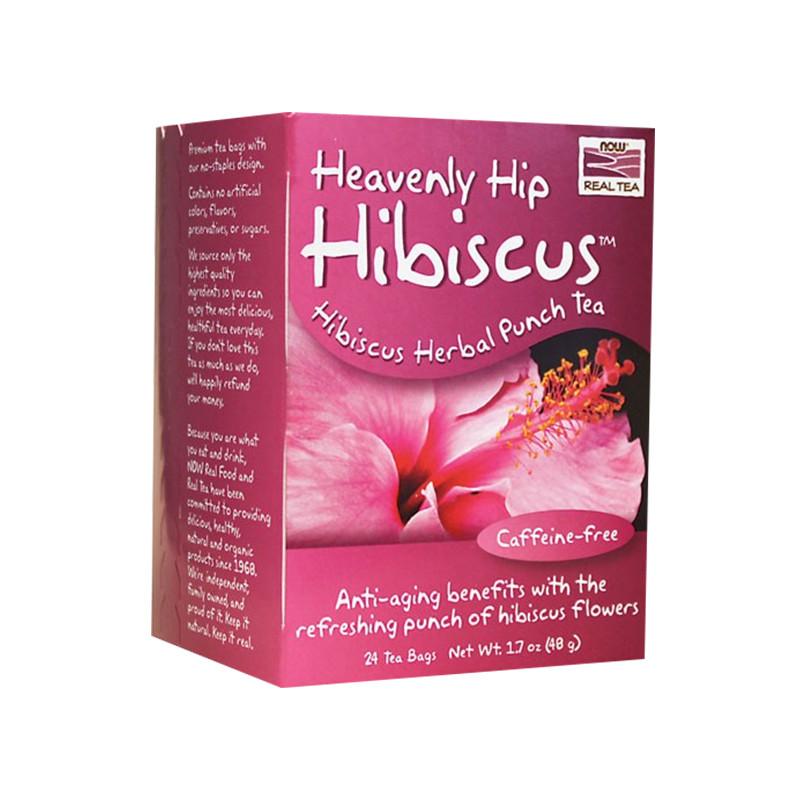 Premium tea bags with
our no-staples design.
Contains no artificial
colors, flavors,
preservatives, or sugars.
We source only the
highest quality
ingredients so you can
enjoy the most delicious,
healthful tea everyday.
If you don't love this
tea as much as we do,
we'll happily refund
your money.
Because you are what
you eat and drink,
NOW Real Food and
Real Tea have been
committed to providing
delicious, healthy,
natural and organic
products since 1968.
We're independent,
family owned, and
proud of it. Keep it
natural. Keep it real.
NOW®
REAL TEA
Heavenly Hip
Hibiscus™
Hibiscus Herbal Punch Tea
Caffeine-free
Anti-aging benefits with the
refreshing punch of hibiscus flowers
24 Tea Bags Net Wt. 1.7 oz (48 g)